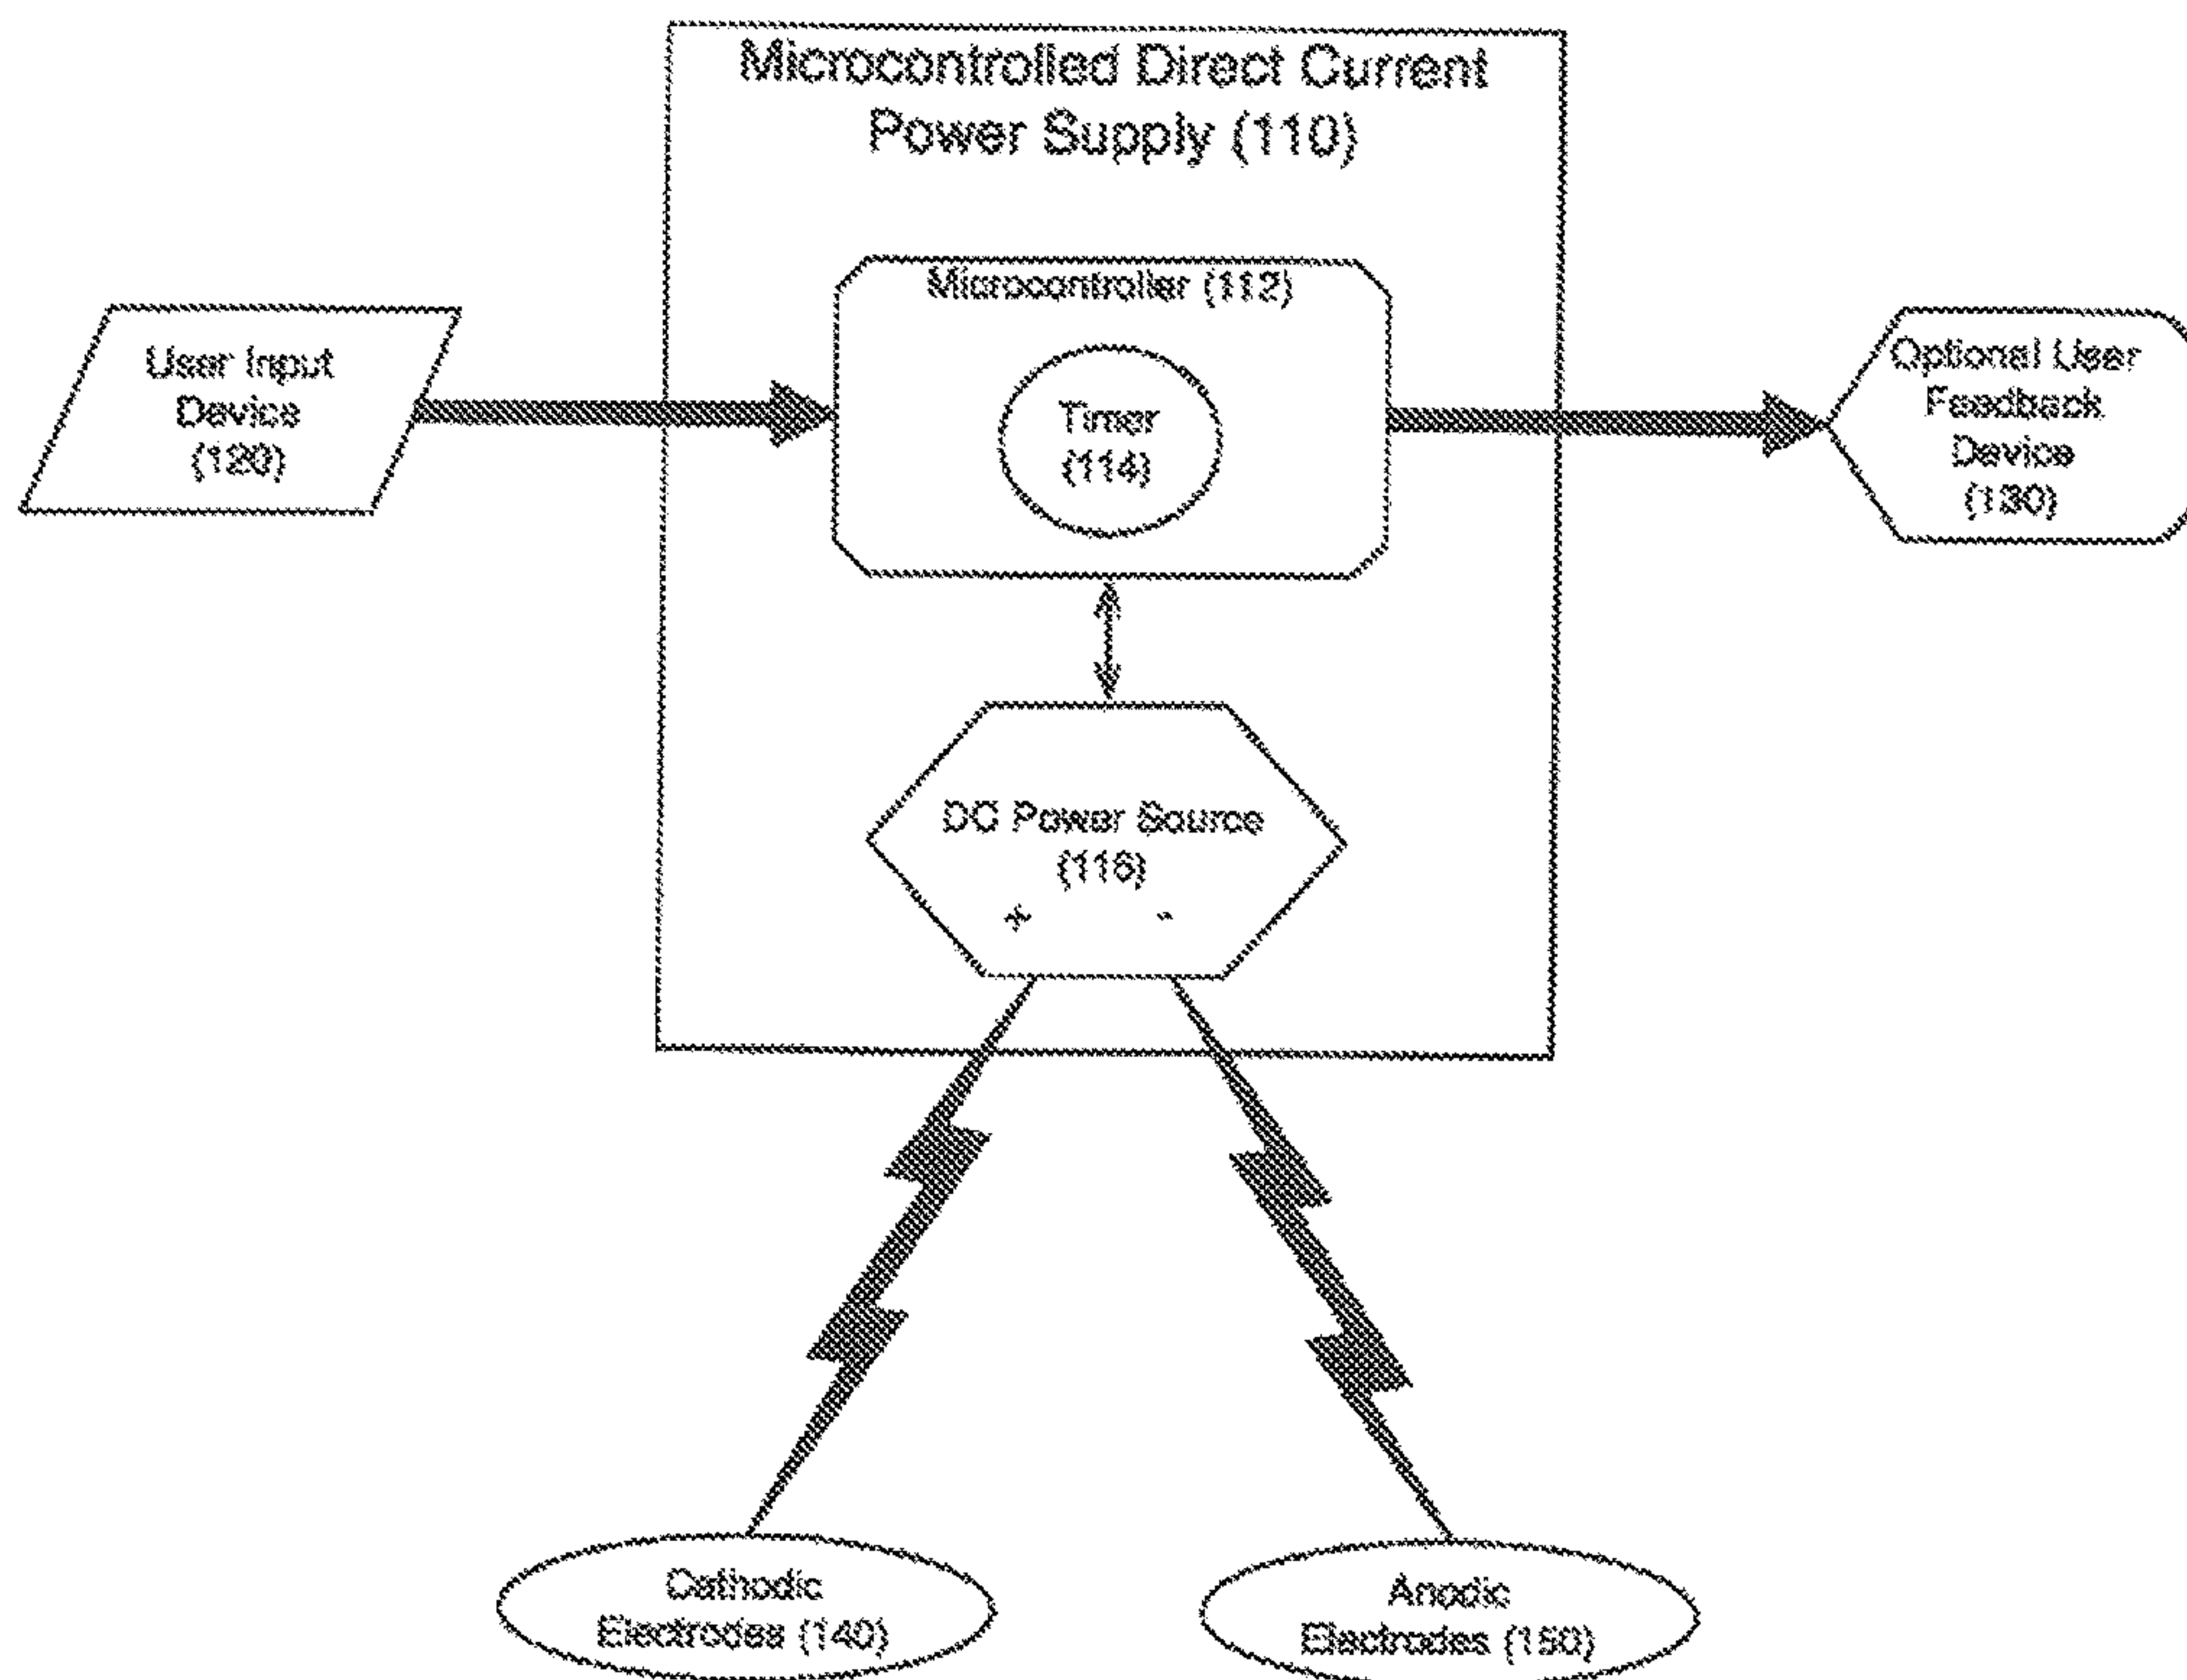 Microcontrolled Direct Current
Power Supply (110)
Microcontroller (112)
User Input
Device
(120)
Timer
(114)
Optional User
Feedback
Device
(130)
DC Power Source
(116)
+ -
Cathodic
Electrodes (140)
Anodic
Electrodes (150)